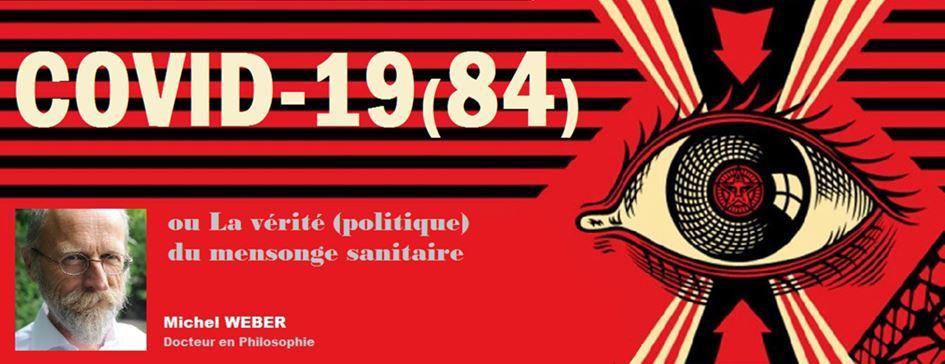 COVID-19(84)
ou La vérité (politique)
du mensonge sanitaire
Michel WEBER
Docteur en Philosophie